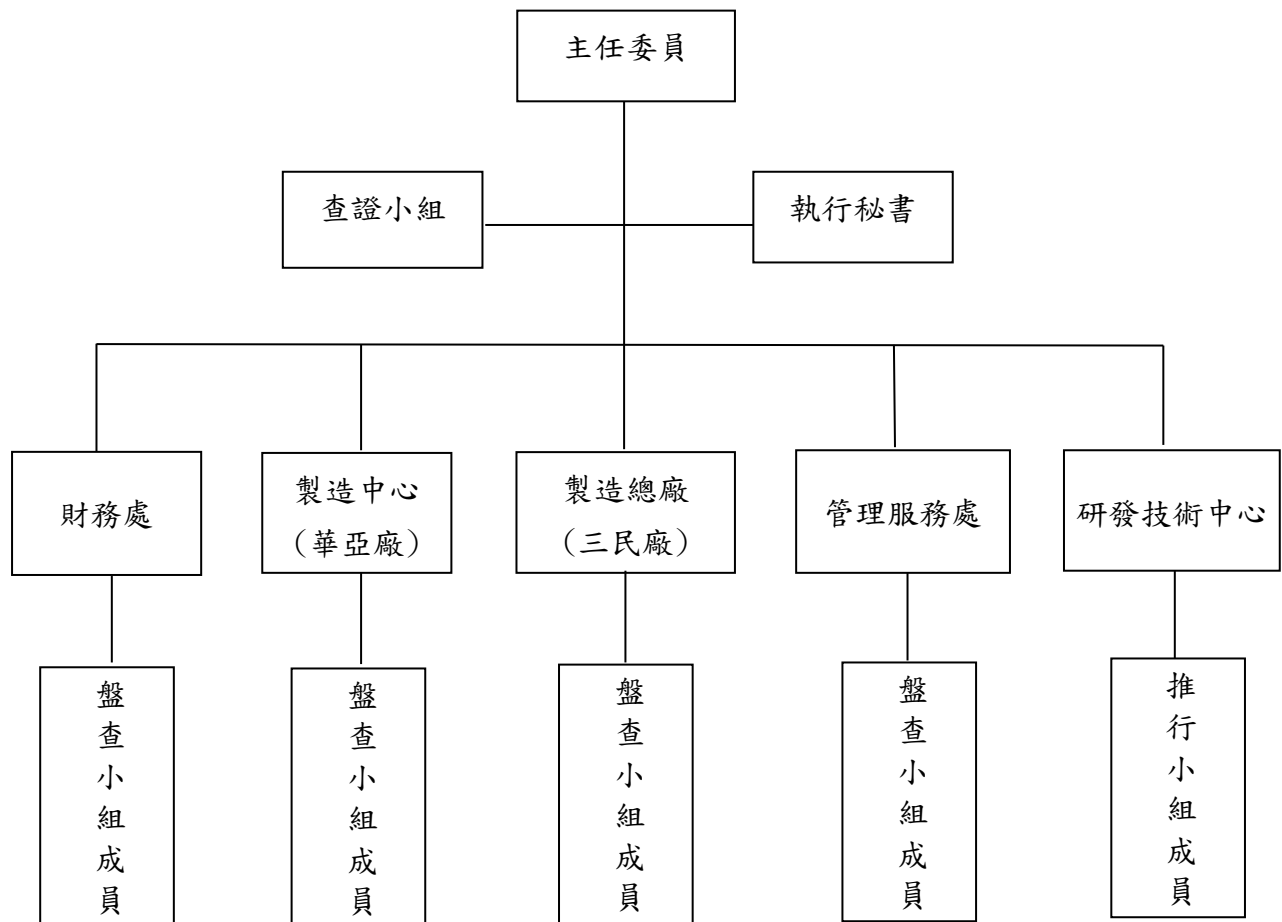 主任委員
查證小組
執行秘書
財務處
製造中心
（華亞廠）
製造總廠
（三民廠）
管理服務處
研發技術中心
盤查小組成員
盤查小組成員
盤查小組成員
盤查小組成員
推行小組成員